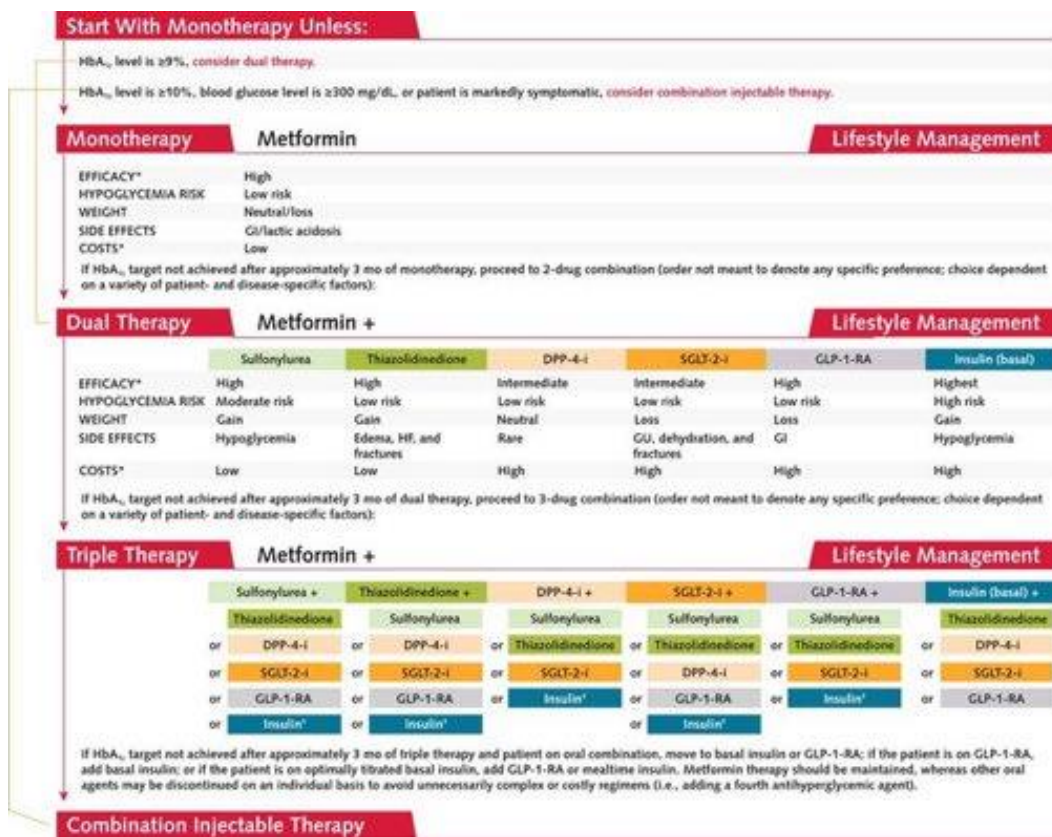 Start With Monotherapy Unless:
HbA₁c level is ≥9%, consider dual therapy.
HbA₁c level is ≥10%, blood glucose level is ≥300 mg/dL, or patient is markedly symptomatic, consider combination injectable therapy.
Monotherapy Metformin Lifestyle Management
EFFICACY* High
HYPOGLYCEMIA RISK Low risk
WEIGHT Neutral/loss
SIDE EFFECTS GI/lactic acidosis
COSTS* Low
If HbA₁c target not achieved after approximately 3 mo of monotherapy, proceed to 2-drug combination (order not meant to denote any specific preference; choice dependent
on a variety of patient- and disease-specific factors):
Dual Therapy Metformin + Lifestyle Management
Sulfonylurea Thiazolidinedione DPP-4-i SGLT-2-i GLP-1-RA Insulin (basal)
EFFICACY* High High Intermediate Intermediate High Highest
HYPOGLYCEMIA RISK Moderate risk Low risk Low risk Low risk Low risk High risk
WEIGHT Gain Gain Neutral Loss Loss Gain
SIDE EFFECTS Hypoglycemia Edema, HF, and Rare GU, dehydration, and GI Hypoglycemia
fractures fractures
COSTS* Low Low High High High High
If HbA₁c target not achieved after approximately 3 mo of dual therapy, proceed to 3-drug combination (order not meant to denote any specific preference; choice dependent
on a variety of patient- and disease-specific factors):
Triple Therapy Metformin + Lifestyle Management
Sulfonylurea + Thiazolidinedione + DPP-4-i + SGLT-2-i + GLP-1-RA + Insulin (basal) +
Thiazolidinedione Sulfonylurea Sulfonylurea Sulfonylurea Sulfonylurea Thiazolidinedione
or DPP-4-i or DPP-4-i or Thiazolidinedione or Thiazolidinedione or Thiazolidinedione or DPP-4-i
or SGLT-2-i or SGLT-2-i or SGLT-2-i or DPP-4-i or SGLT-2-i or SGLT-2-i
or GLP-1-RA or GLP-1-RA or Insulin† or GLP-1-RA or Insulin† or GLP-1-RA
or Insulin† or Insulin† or Insulin†
If HbA₁c target not achieved after approximately 3 mo of triple therapy and patient on oral combination, move to basal insulin or GLP-1-RA; if the patient is on GLP-1-RA,
add basal insulin; or if the patient is on optimally titrated basal insulin, add GLP-1-RA or mealtime insulin. Metformin therapy should be maintained, whereas other oral
agents may be discontinued on an individual basis to avoid unnecessarily complex or costly regimens (i.e., adding a fourth antihyperglycemic agent).
Combination Injectable Therapy